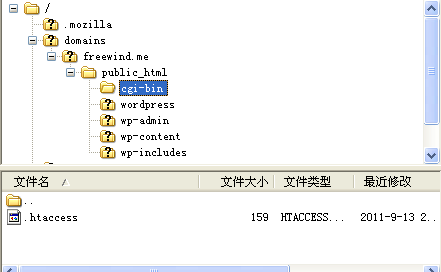 /
.mozilla
domains
freewind.me
public_html
cgi-bin
wordpress
wp-admin
wp-content
wp-includes
文件名 文件大小 文件类型 最近修改
..
.htaccess 159 HTACCESS... 2011-9-13 2...